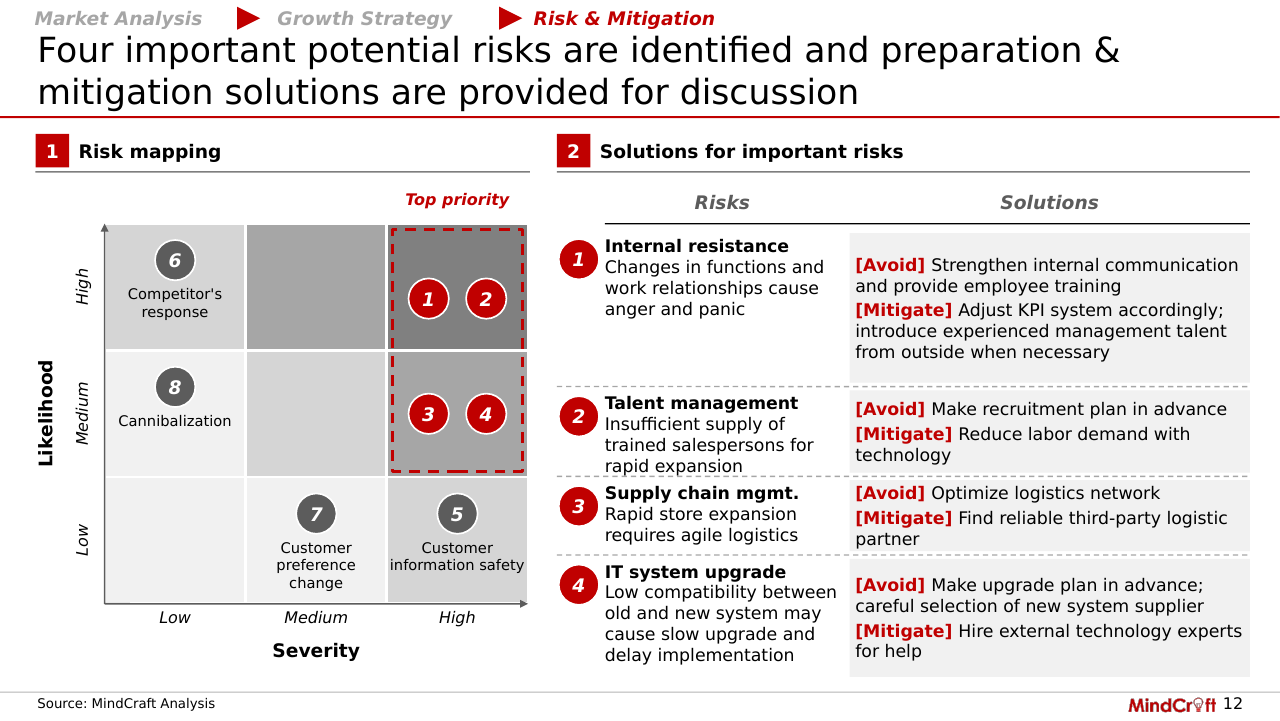 Market Analysis
Growth Strategy
Risk & Mitigation
Four important potential risks are identified and preparation &
mitigation solutions are provided for discussion
1
Risk mapping
Top priority
Likelihood
High
Medium
Low
6
Competitor's
response
1
2
8
Cannibalization
3
4
7
Customer
preference
change
5
Customer
information safety
Low
Medium
High
Severity
2
Solutions for important risks
Risks
Solutions
1
Internal resistance
Changes in functions and
work relationships cause
anger and panic
[Avoid] Strengthen internal communication
and provide employee training
[Mitigate] Adjust KPI system accordingly;
introduce experienced management talent
from outside when necessary
2
Talent management
Insufficient supply of
trained salespersons for
rapid expansion
[Avoid] Make recruitment plan in advance
[Mitigate] Reduce labor demand with
technology
3
Supply chain mgmt.
Rapid store expansion
requires agile logistics
[Avoid] Optimize logistics network
[Mitigate] Find reliable third-party logistic
partner
4
IT system upgrade
Low compatibility between
old and new system may
cause slow upgrade and
delay implementation
[Avoid] Make upgrade plan in advance;
careful selection of new system supplier
[Mitigate] Hire external technology experts
for help
Source: MindCraft Analysis
MindCraft
12